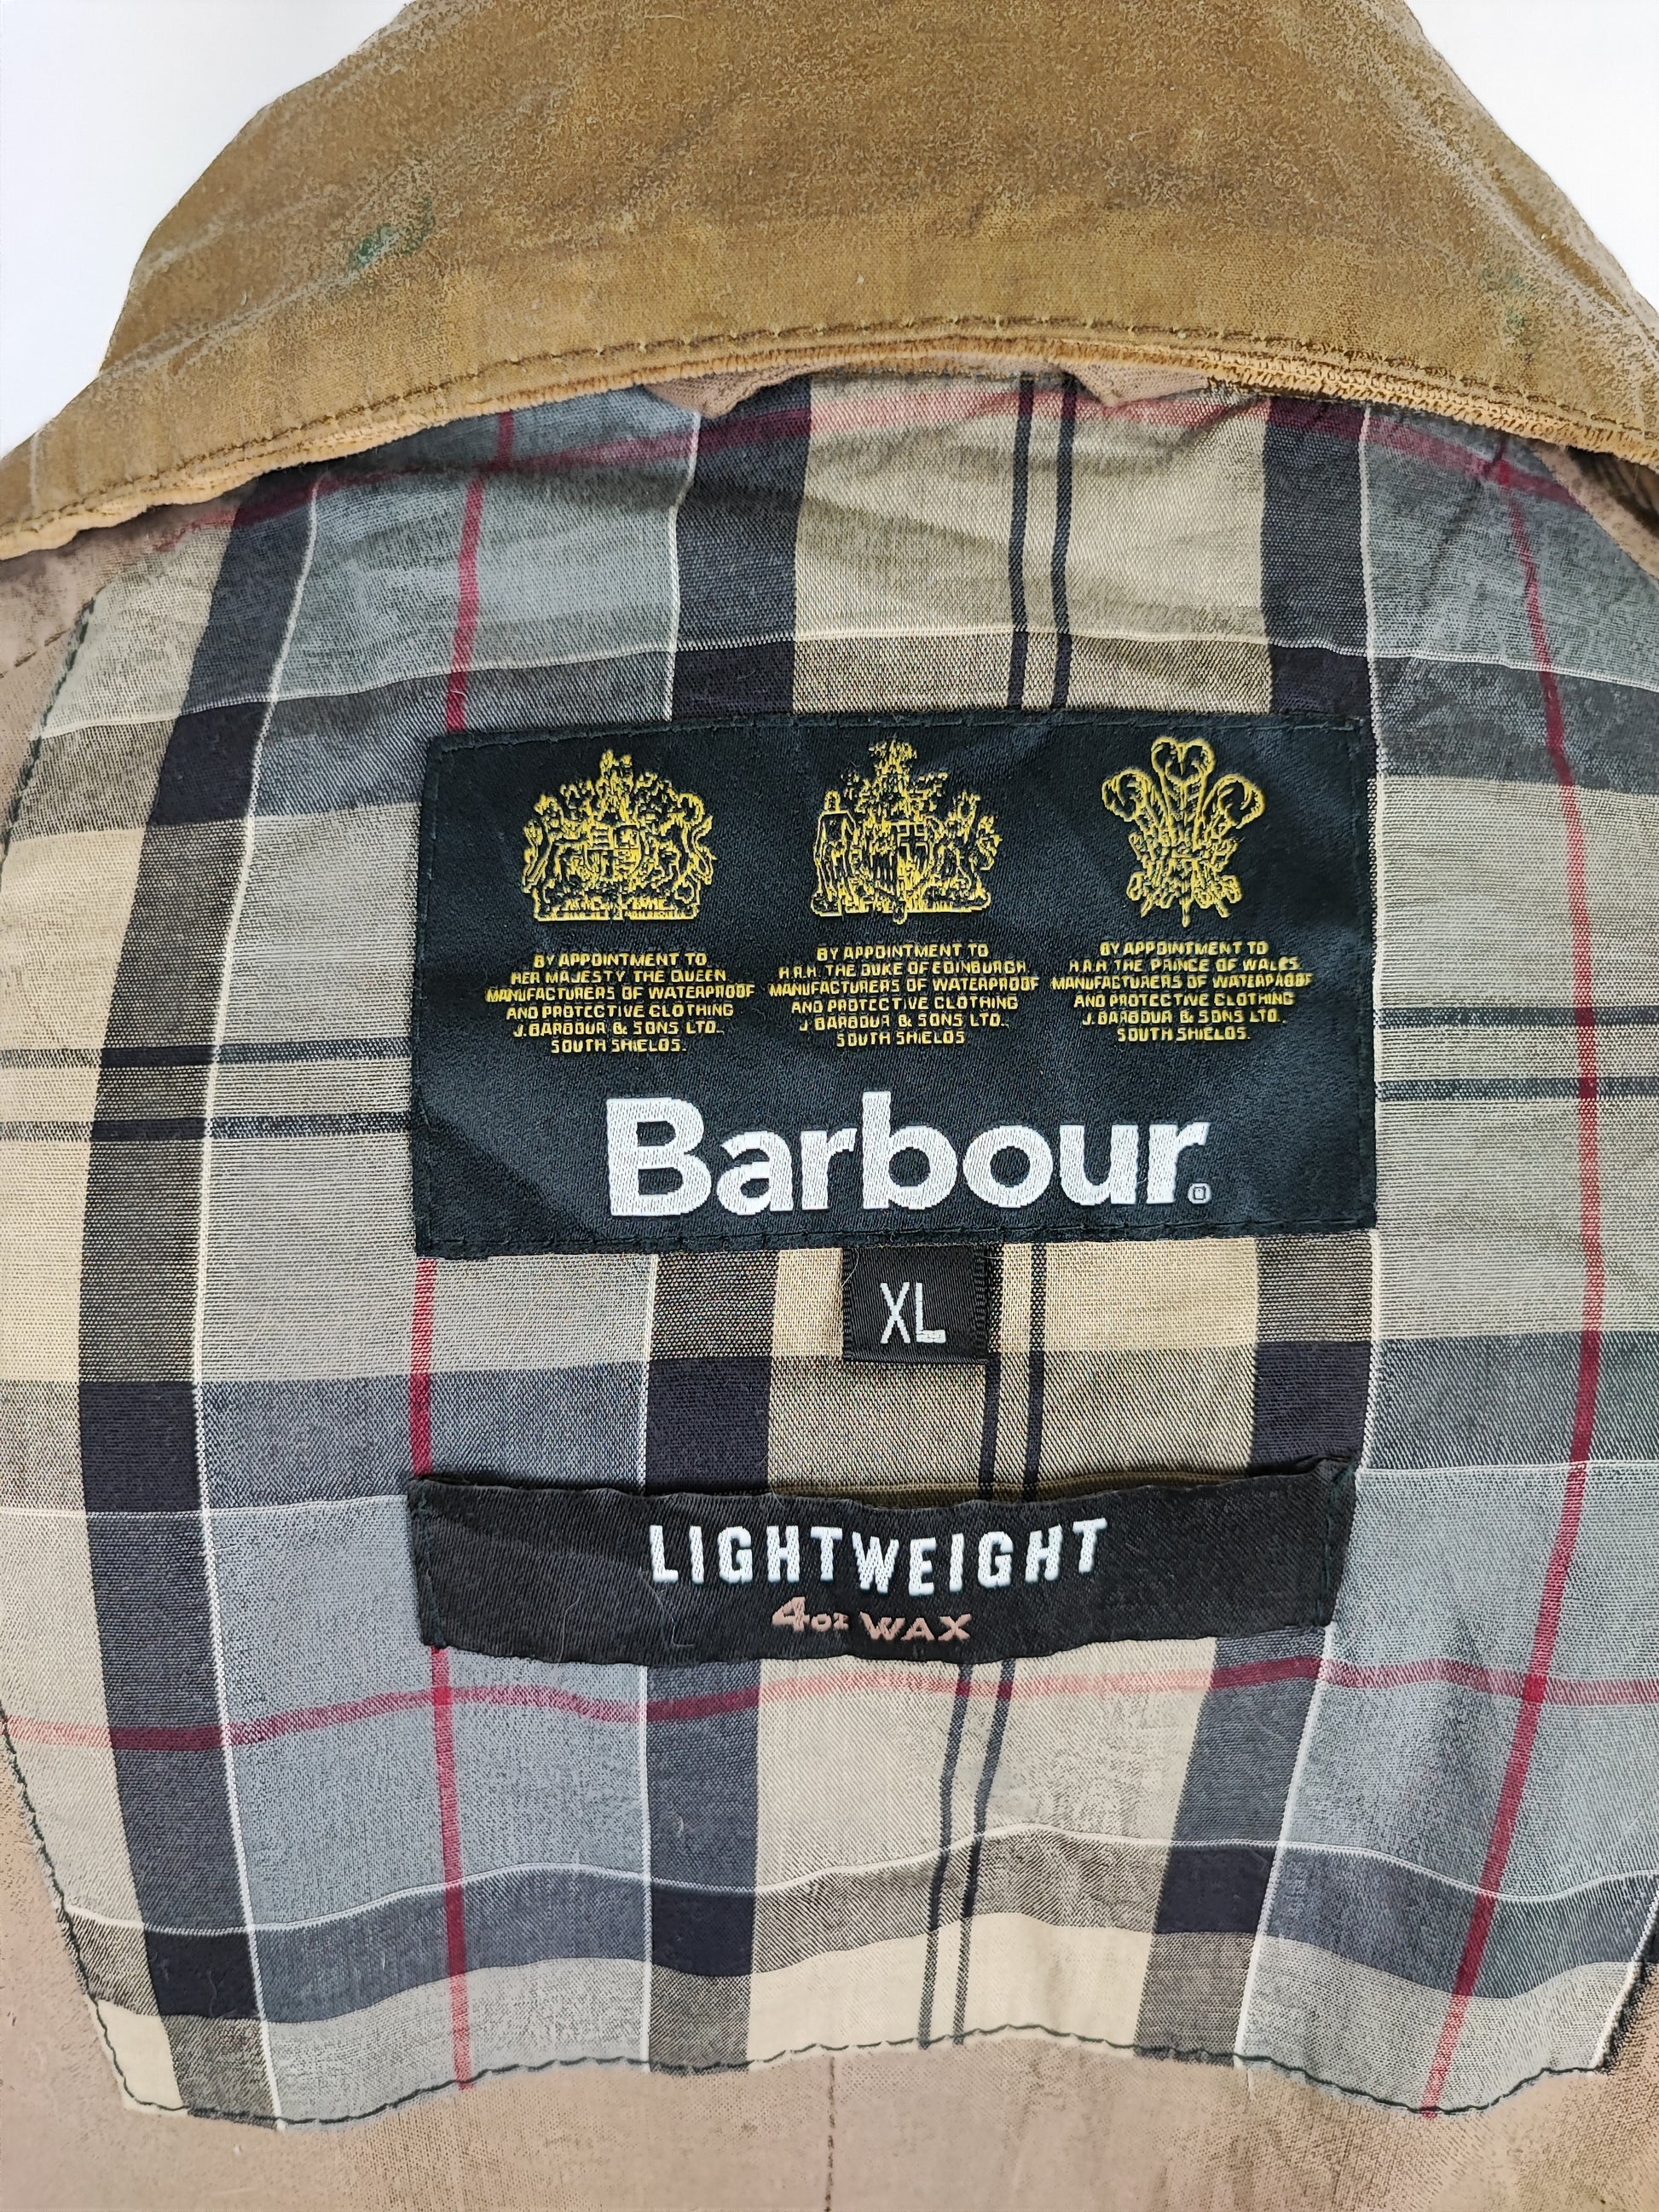 BY APPOINTMENT TO
HER MAJESTY THE QUEEN
MANUFACTURERS OF WATERPROOF
AND PROTECTIVE CLOTHING
J. BARBOUR & SONS LTD.,
SOUTH SHIELDS.
BY APPOINTMENT TO
H.R.H. THE DUKE OF EDINBURGH,
MANUFACTURERS OF WATERPROOF
AND PROTECTIVE CLOTHING
J. BARBOUR & SONS LTD.,
SOUTH SHIELDS
BY APPOINTMENT TO
H.R.H THE PRINCE OF WALES,
MANUFACTURERS OF WATERPROOF
AND PROTECTIVE CLOTHING
J. BARBOUR & SONS LTD.,
SOUTH SHIELDS.
Barbour®
XL
LIGHTWEIGHT
4oz WAX